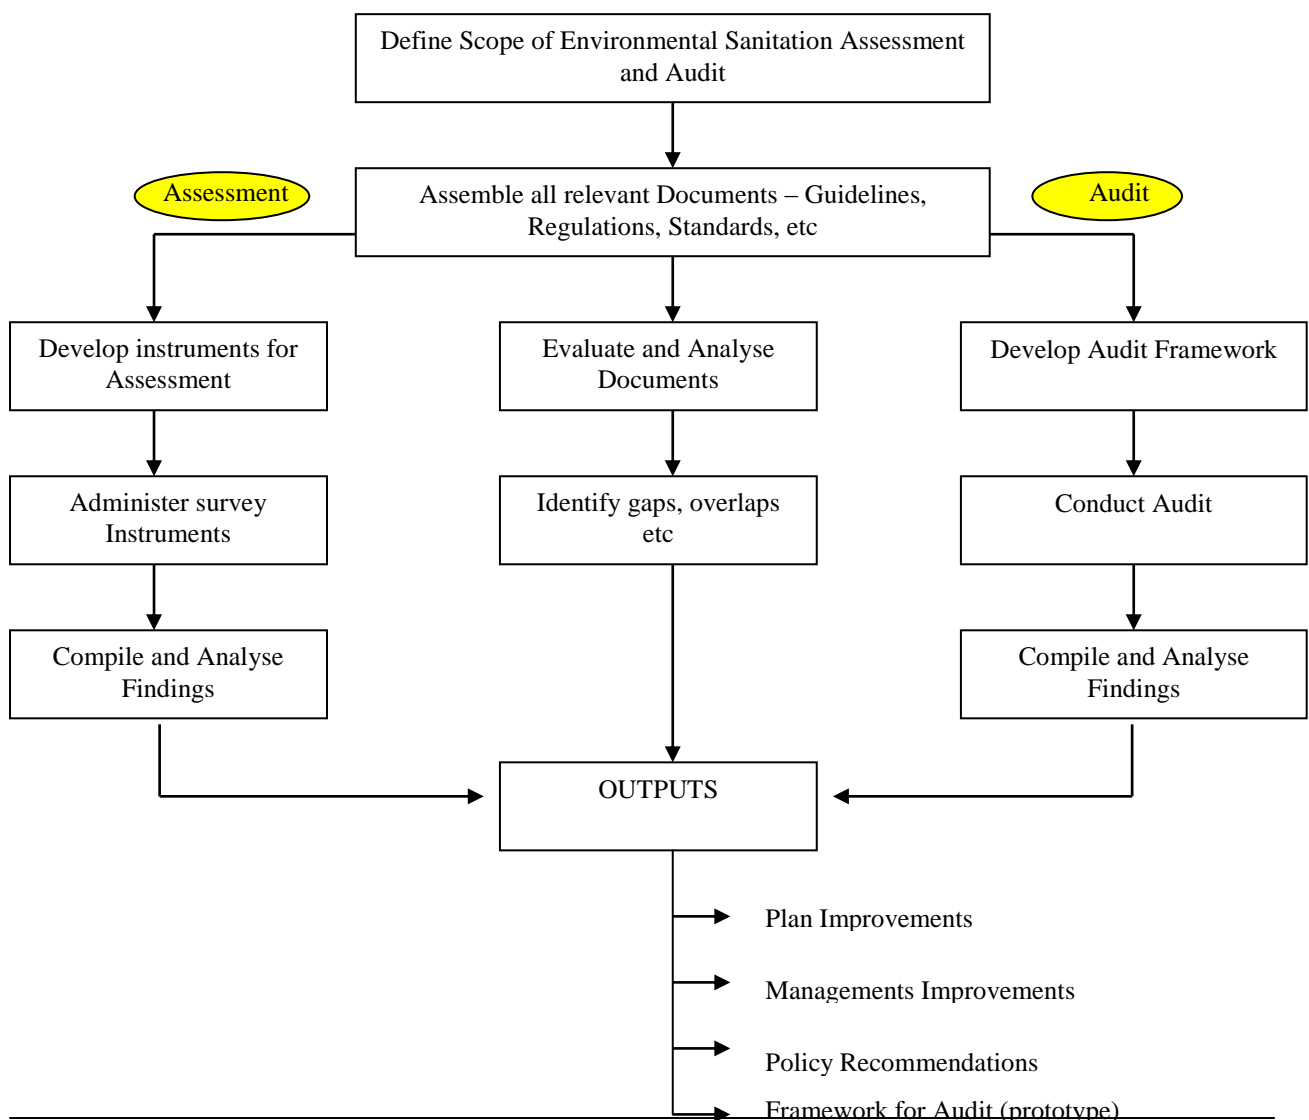 Define Scope of Environmental Sanitation Assessment
and Audit
Assessment
Assemble all relevant Documents – Guidelines,
Regulations, Standards, etc
Audit
Develop instruments for
Assessment
Evaluate and Analyse
Documents
Develop Audit Framework
Administer survey
Instruments
Identify gaps, overlaps
etc
Conduct Audit
Compile and Analyse
Findings
Compile and Analyse
Findings
OUTPUTS
Plan Improvements
Managements Improvements
Policy Recommendations
Framework for Audit (prototype)